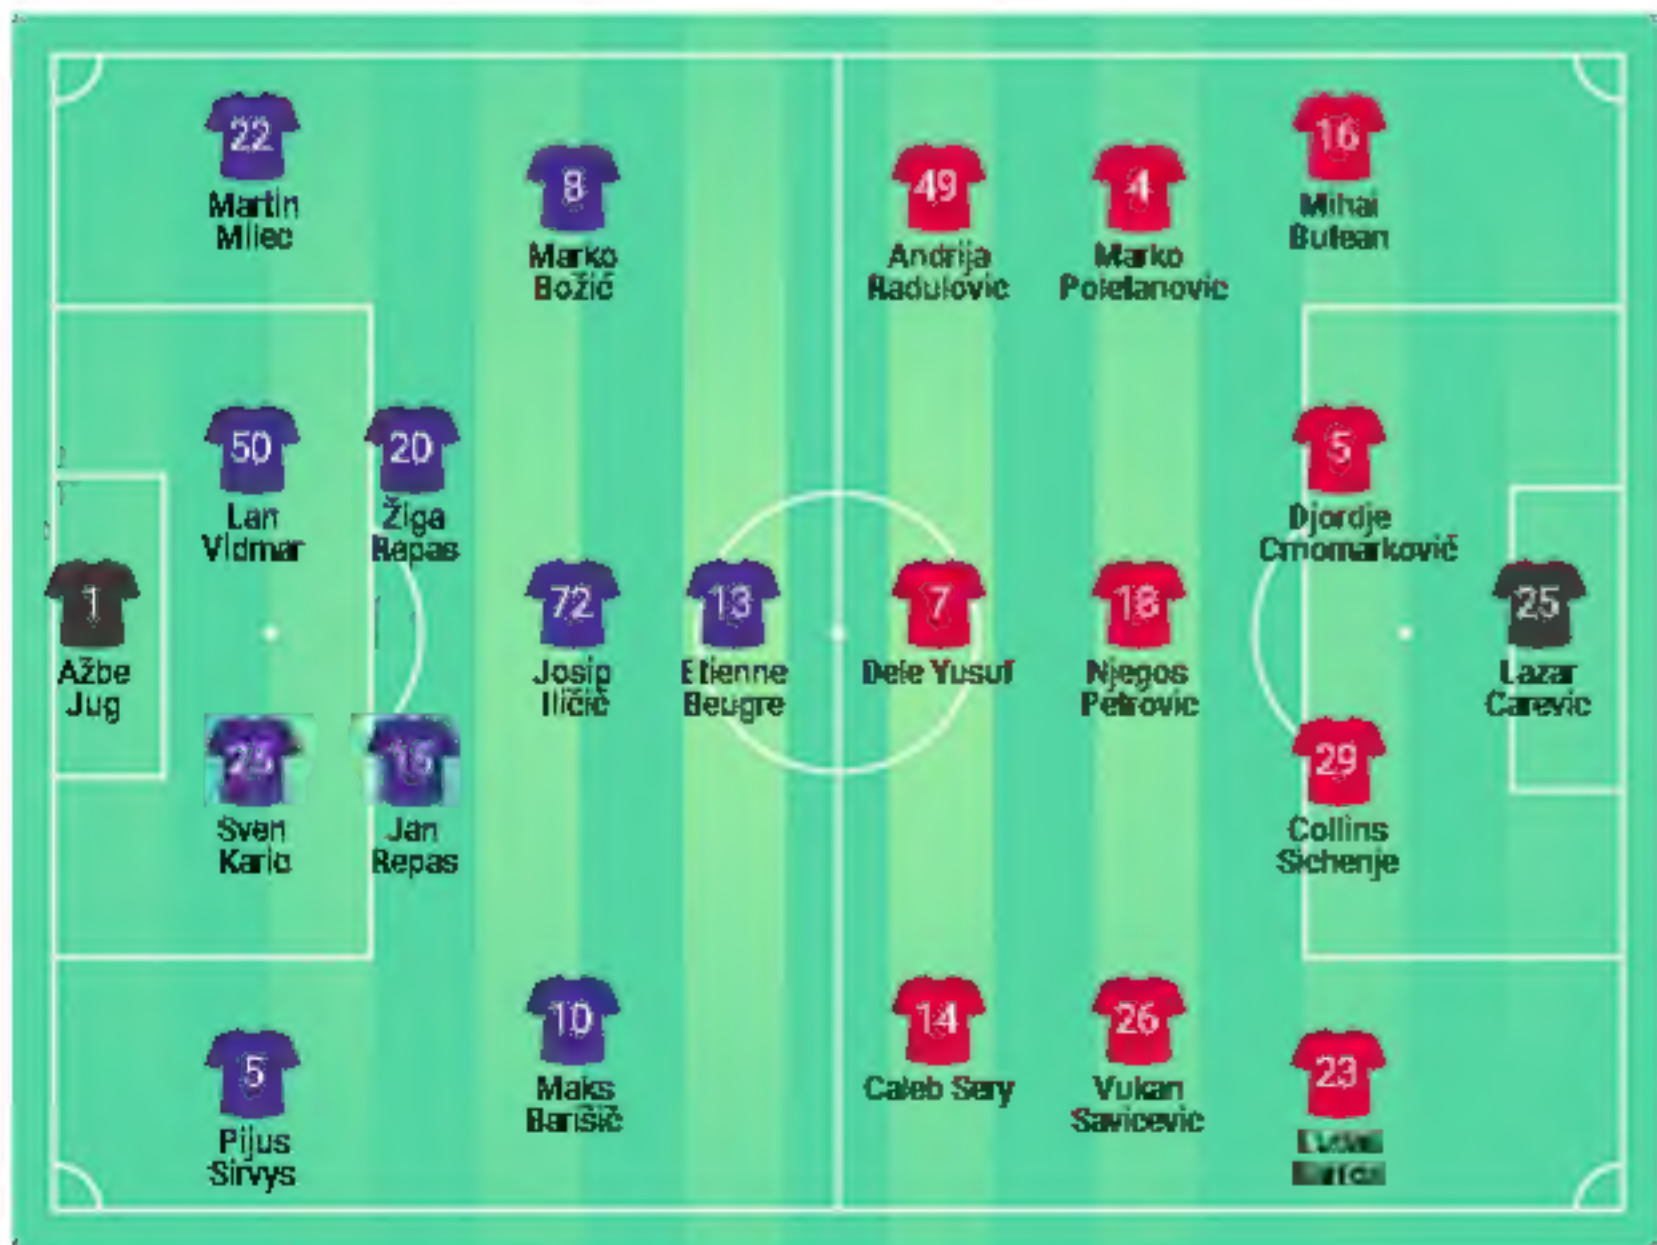 22
Martin
Milec
8
Marko
Božić
49
Andrija
Radulovic
4
Marko
Poletanovic
16
Mihai
Butean
50
Lan
Vidmar
20
Žiga
Repas
5
Djordje
Crnomarković
1
Ažbe
Jug
72
Josip
Iličić
13
Etienne
Beugre
7
Dele Yusuf
18
Njegos
Petrovic
25
Lazar
Carevic
25
Sven
Karic
15
Jan
Repas
29
Collins
Sichenje
5
Pijus
Sirvys
10
Maks
Barišič
14
Caleb Sery
26
Vukan
Savicevic
23